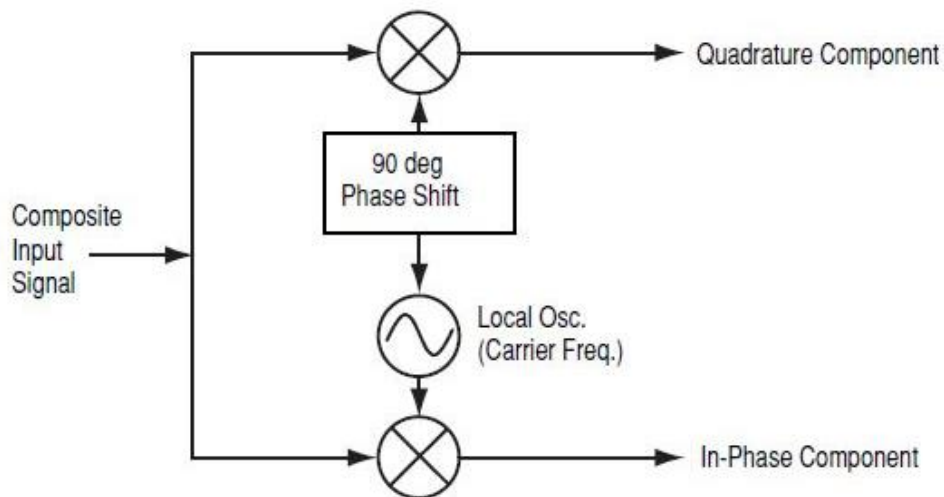 Quadrature Component
90 deg
Phase Shift
Composite
Input
Signal
Local Osc.
(Carrier Freq.)
In-Phase Component